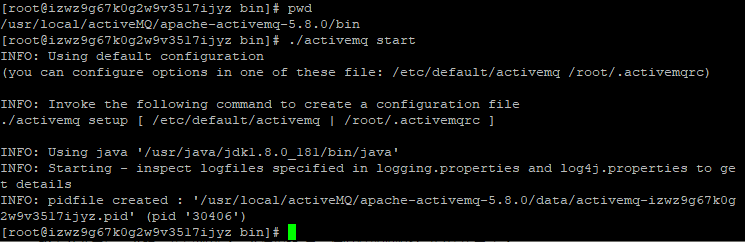 [root@izwz9g67k0g2w9v3517ijyz bin]# pwd
/usr/local/activeMQ/apache-activemq-5.8.0/bin
[root@izwz9g67k0g2w9v3517ijyz bin]# ./activemq start
INFO: Using default configuration
(you can configure options in one of these file: /etc/default/activemq /root/.activemqrc)
INFO: Invoke the following command to create a configuration file
./activemq setup [ /etc/default/activemq | /root/.activemqrc ]
INFO: Using java '/usr/java/jdk1.8.0_181/bin/java'
INFO: Starting - inspect logfiles specified in logging.properties and log4j.properties to ge
t details
INFO: pidfile created : '/usr/local/activeMQ/apache-activemq-5.8.0/data/activemq-izwz9g67k0g
2w9v3517ijyz.pid' (pid '30406')
[root@izwz9g67k0g2w9v3517ijyz bin]#